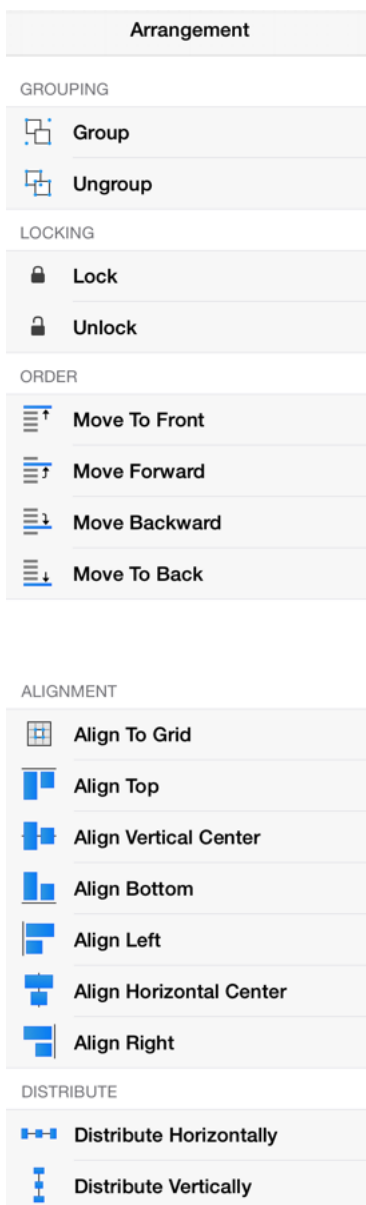 Arrangement
GROUPING
Group
Ungroup
LOCKING
Lock
Unlock
ORDER
Move To Front
Move Forward
Move Backward
Move To Back
ALIGNMENT
Align To Grid
Align Top
Align Vertical Center
Align Bottom
Align Left
Align Horizontal Center
Align Right
DISTRIBUTE
Distribute Horizontally
Distribute Vertically